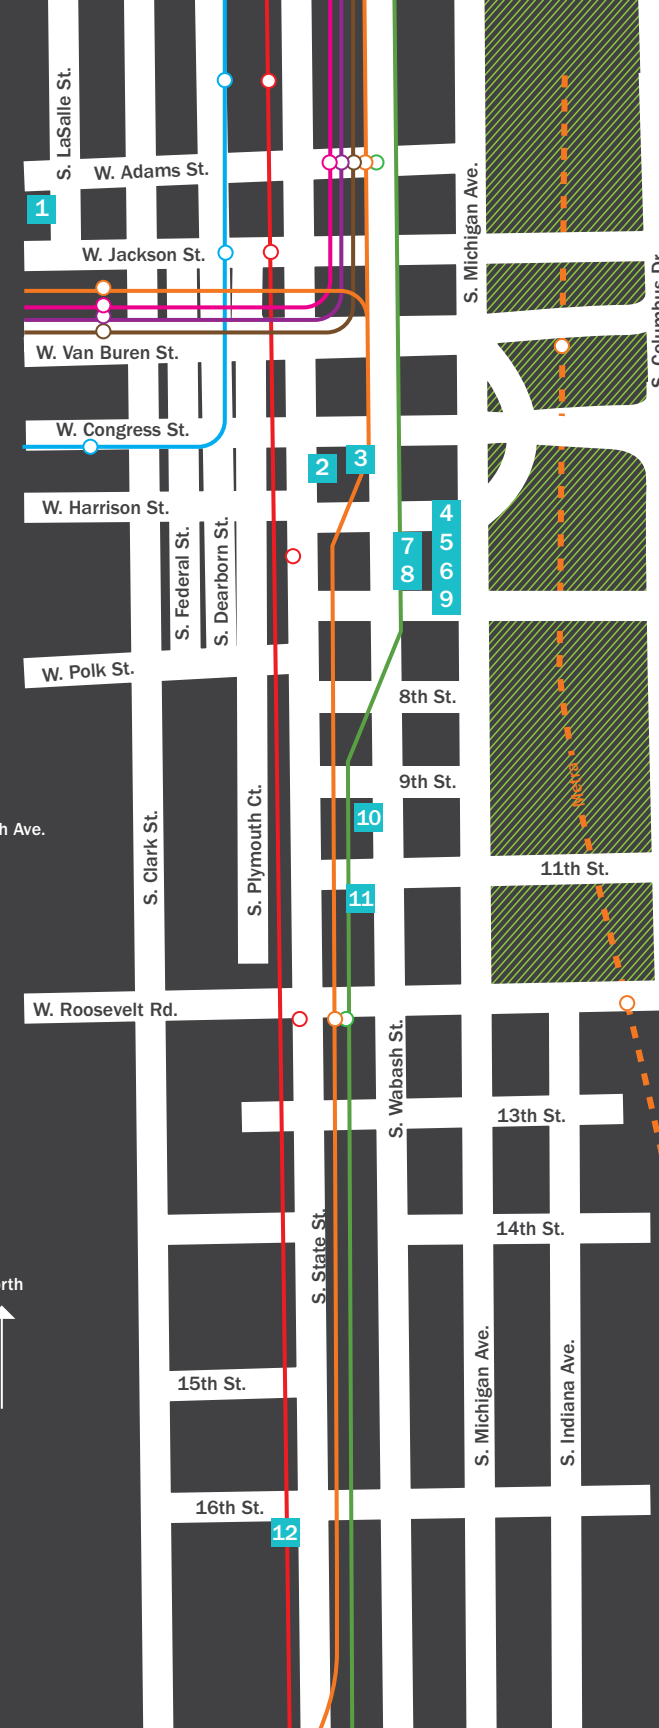 S. LaSalle St.
W. Adams St.
1
S. Michigan Ave.
W. Jackson St.
S. Columbus Dr.
W. Van Buren St.
W. Congress St.
2
3
W. Harrison St.
4
5
6
9
7
8
S. Federal St.
S. Dearborn St.
W. Polk St.
8th St.
9th St.
Metra
S. Clark St.
S. Plymouth Ct.
h Ave.
10
11th St.
11
W. Roosevelt Rd.
S. Wabash St.
13th St.
14th St.
S. State St.
rth
S. Michigan Ave.
S. Indiana Ave.
15th St.
16th St.
12